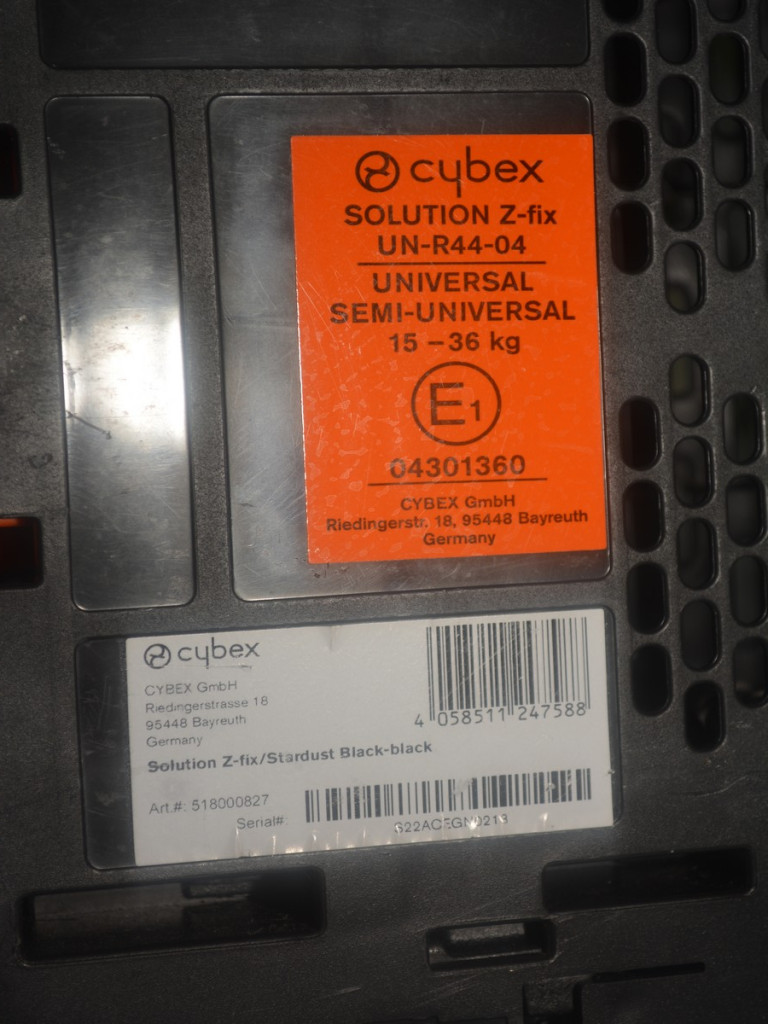 cybex
SOLUTION Z-fix
UN-R44-04
UNIVERSAL
SEMI-UNIVERSAL
15 – 36 kg
E1
04301360
CYBEX GmbH
Riedingerstr. 18, 95448 Bayreuth
Germany
cybex
CYBEX GmbH
Riedingerstrasse 18
95448 Bayreuth
Germany
4 058511 247588
Solution Z-fix/Stardust Black-black
Art.#: 518000827
Serial#: